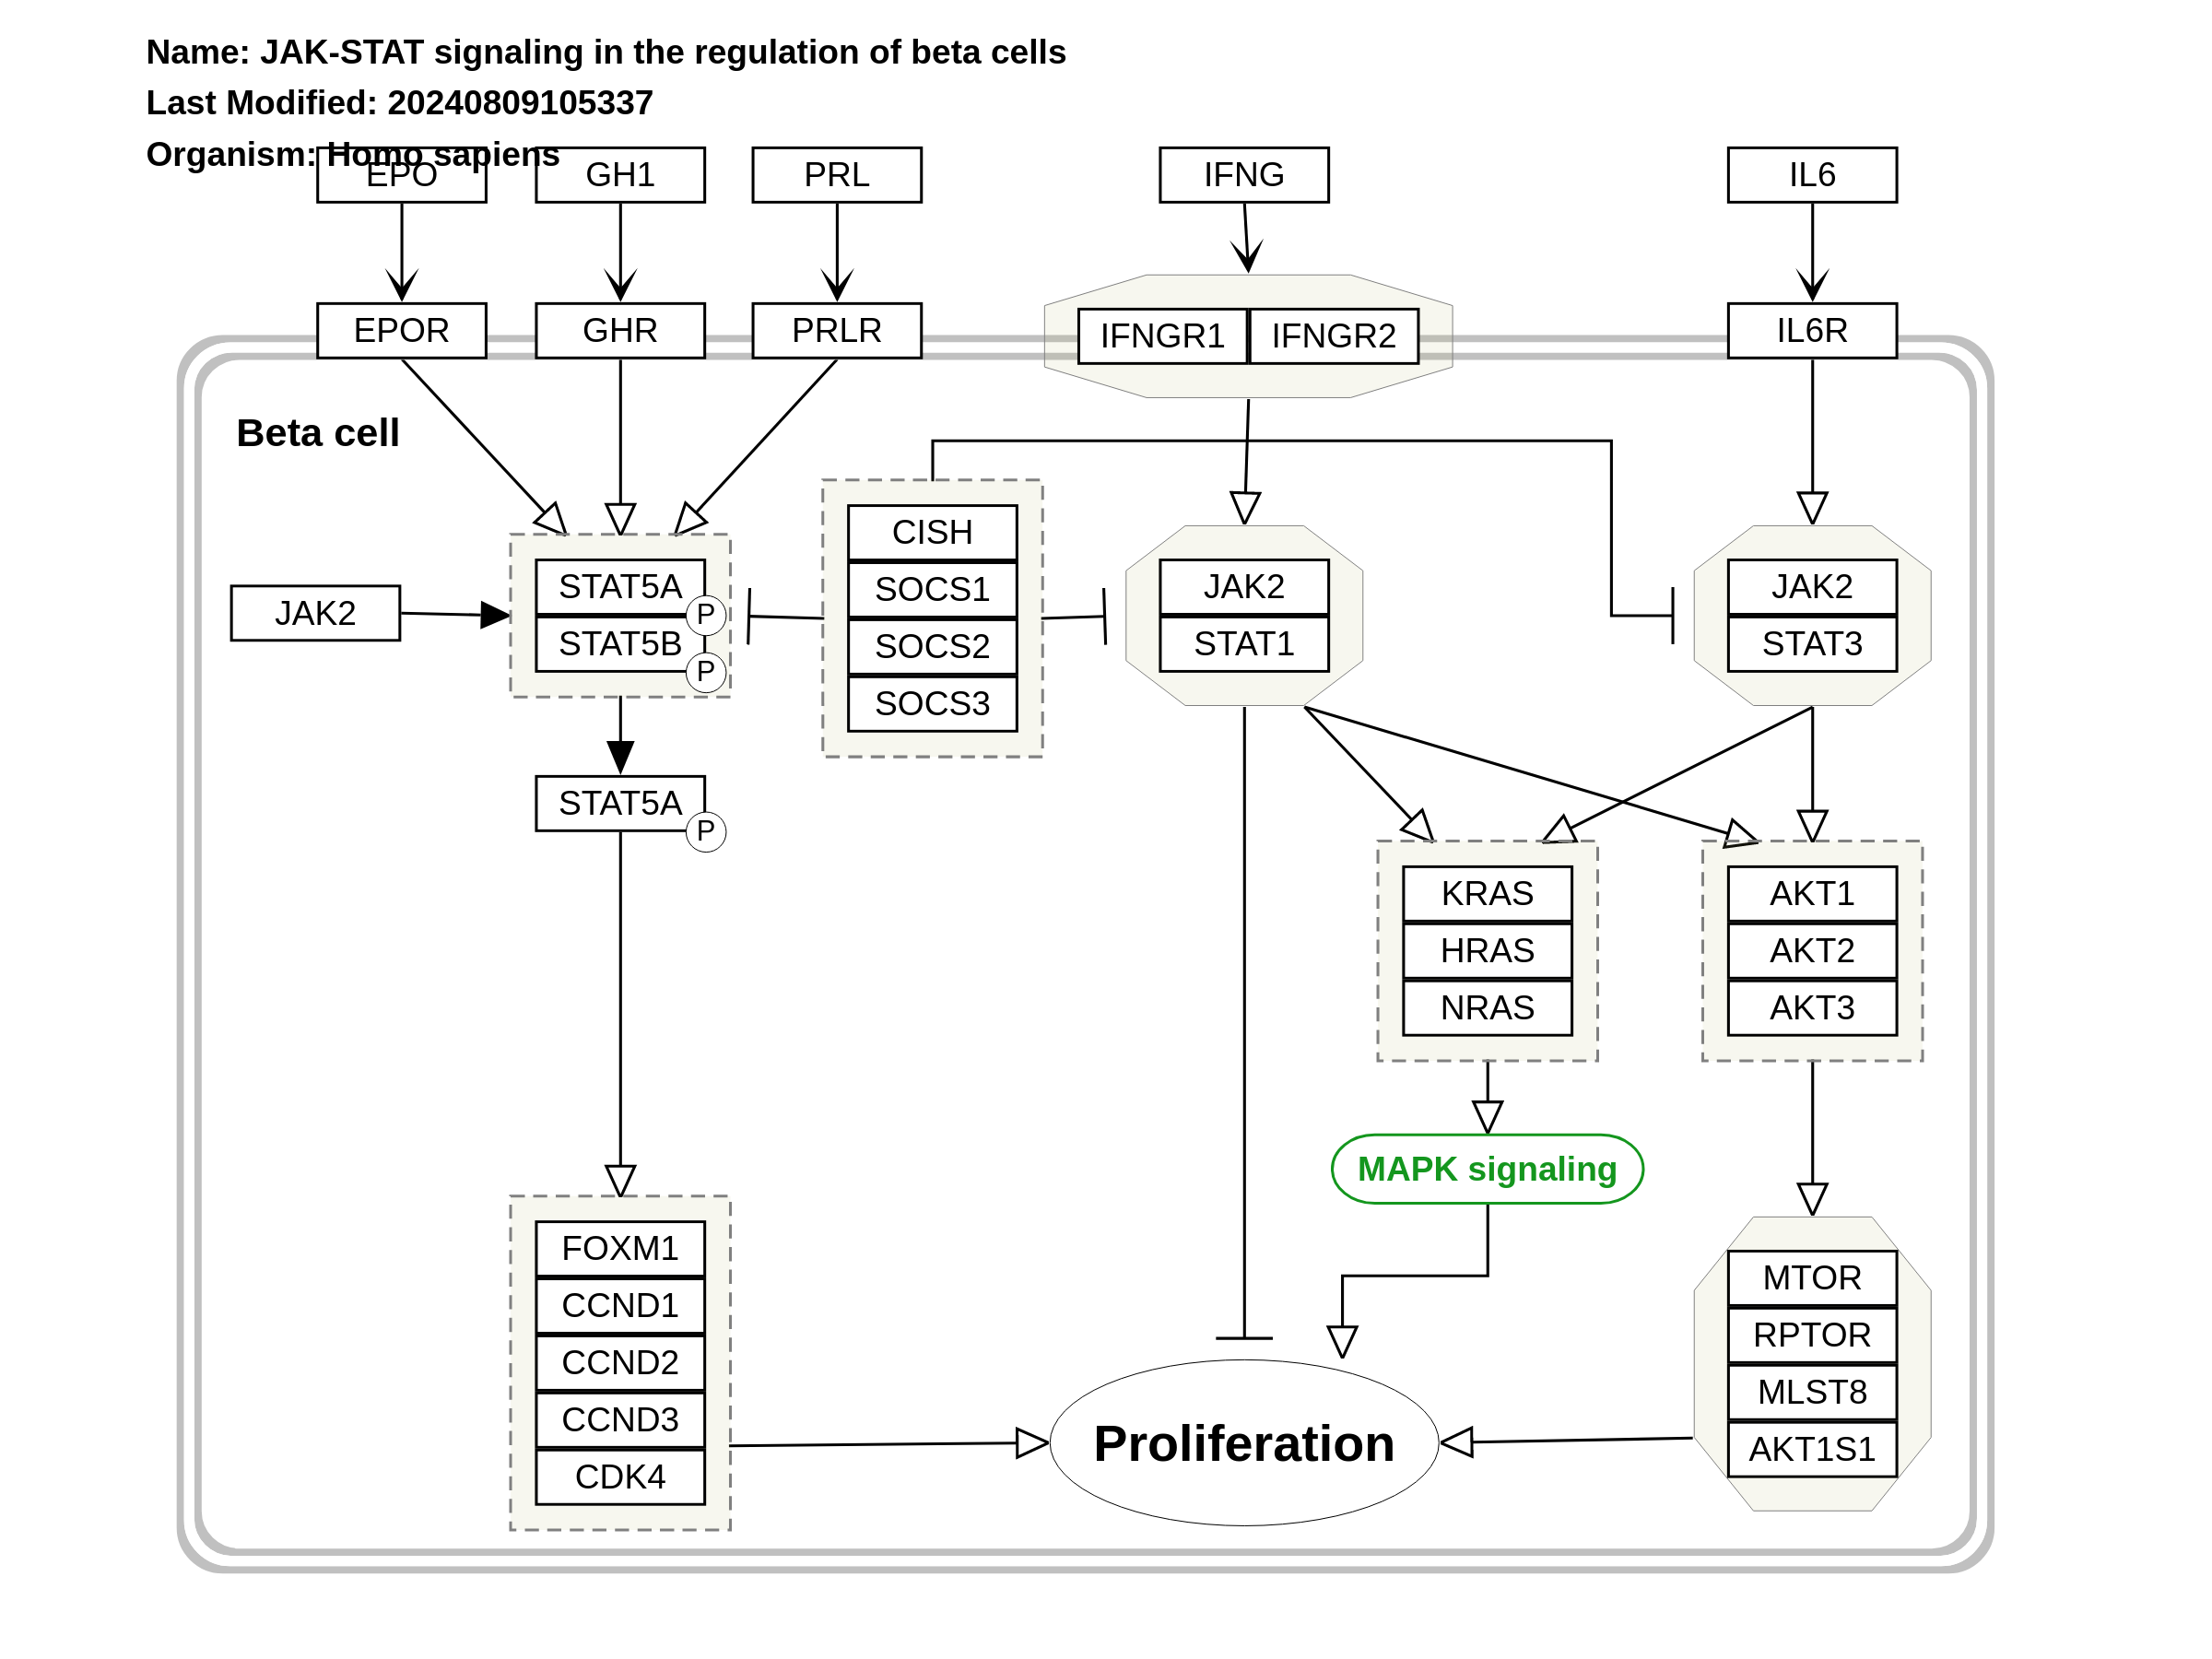 Name: JAK-STAT signaling in the regulation of beta cells
Last Modified: 20240809105337
Organism: Homo sapiens
EPO
GH1
PRL
IFNG
IL6
EPOR
GHR
PRLR
IFNGR1
IFNGR2
IL6R
Beta cell
JAK2
STAT5A
P
STAT5B
P
CISH
SOCS1
SOCS2
SOCS3
JAK2
STAT1
JAK2
STAT3
STAT5A
P
KRAS
HRAS
NRAS
AKT1
AKT2
AKT3
MAPK signaling
FOXM1
CCND1
CCND2
CCND3
CDK4
Proliferation
MTOR
RPTOR
MLST8
AKT1S1